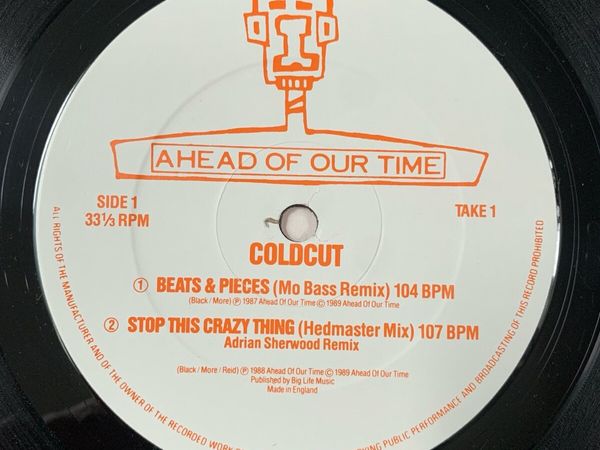 AHEAD OF OUR TIME
SIDE 1
33⅓ RPM
TAKE 1
COLDCUT
① BEATS & PIECES (Mo Bass Remix) 104 BPM
(Black / More) Ⓟ 1987 Ahead Of Our Time © 1989 Ahead Of Our Time
② STOP THIS CRAZY THING (Hedmaster Mix) 107 BPM
Adrian Sherwood Remix
(Black / More / Reid) Ⓟ 1988 Ahead Of Our Time © 1989 Ahead Of Our Time
Published by Big Life Music
Made in England
ALL RIGHTS OF THE MANUFACTURER AND OF THE OWNER OF THE RECORDED WORK
PUBLIC PERFORMANCE AND BROADCASTING OF THIS RECORD PROHIBITED